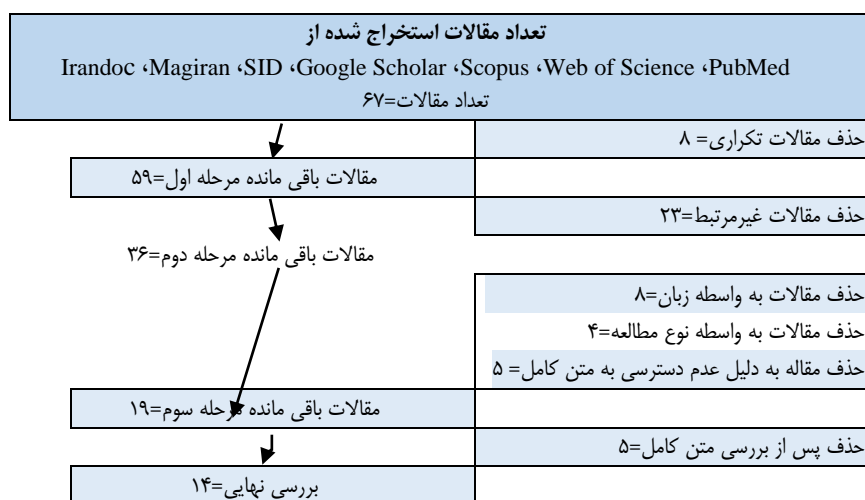 تعداد مقالات استخراج شده از
Irandoc ،Magiran ،SID ،Google Scholar ،Scopus ،Web of Science ،PubMed
تعداد مقالات=۶۷
حذف مقالات تکراری= ۸
مقالات باقی مانده مرحله اول=۵۹
حذف مقالات غیرمرتبط=۲۳
مقالات باقی مانده مرحله دوم=۳۶
حذف مقالات به واسطه زبان=۸
حذف مقالات به واسطه نوع مطالعه=۴
حذف مقاله به دلیل عدم دسترسی به متن کامل= ۵
مقالات باقی مانده مرحله سوم=۱۹
حذف پس از بررسی متن کامل=۵
بررسی نهایی=۱۴